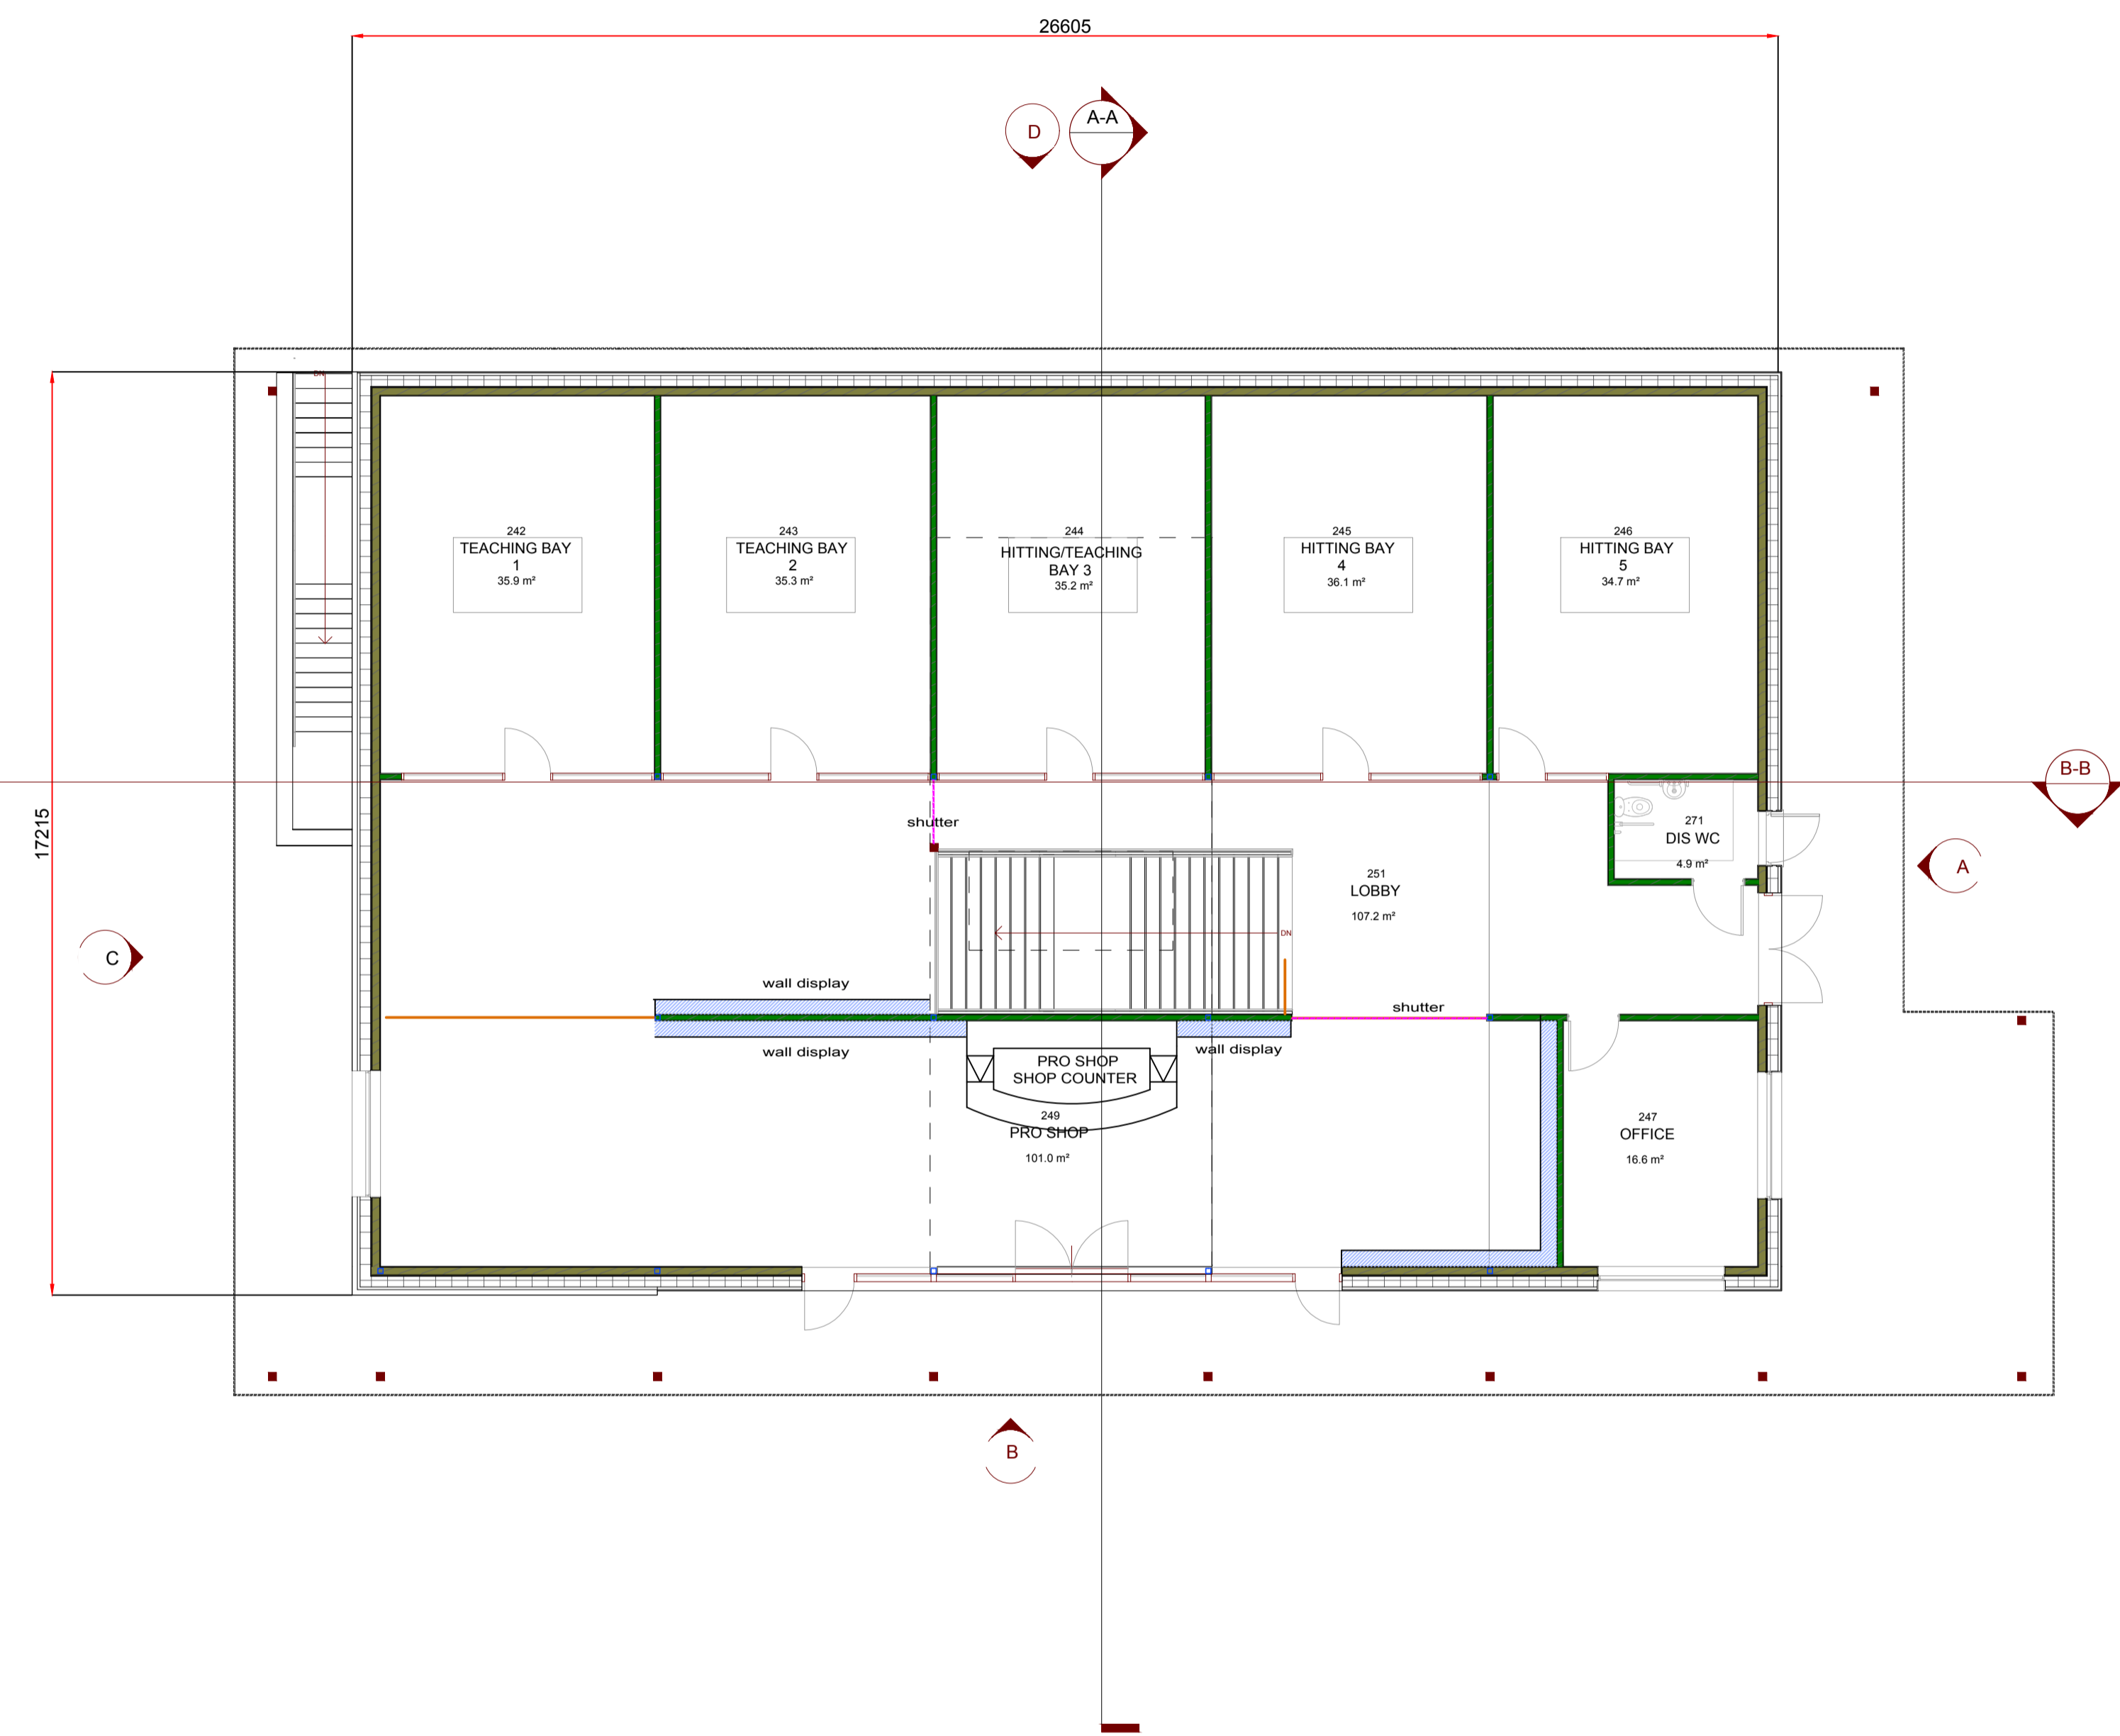 26605
D
A-A
DN
242
TEACHING BAY
1
35.9 m²
243
TEACHING BAY
2
35.3 m²
244
HITTING/TEACHING
BAY 3
35.2 m²
245
HITTING BAY
4
36.1 m²
246
HITTING BAY
5
34.7 m²
B-B
17215
shutter
271
DIS WC
4.9 m²
A
251
LOBBY
107.2 m²
DN
C
wall display
shutter
wall display
wall display
PRO SHOP
SHOP COUNTER
249
PRO SHOP
101.0 m²
247
OFFICE
16.6 m²
B